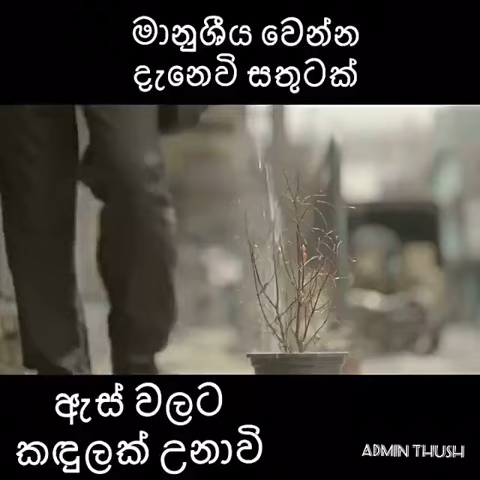 මානුශීය වෙන්න
දැනෙවි සතුටක්
ඇස් වලට
කඳුලක් උනාවි
ADMIN THUSH